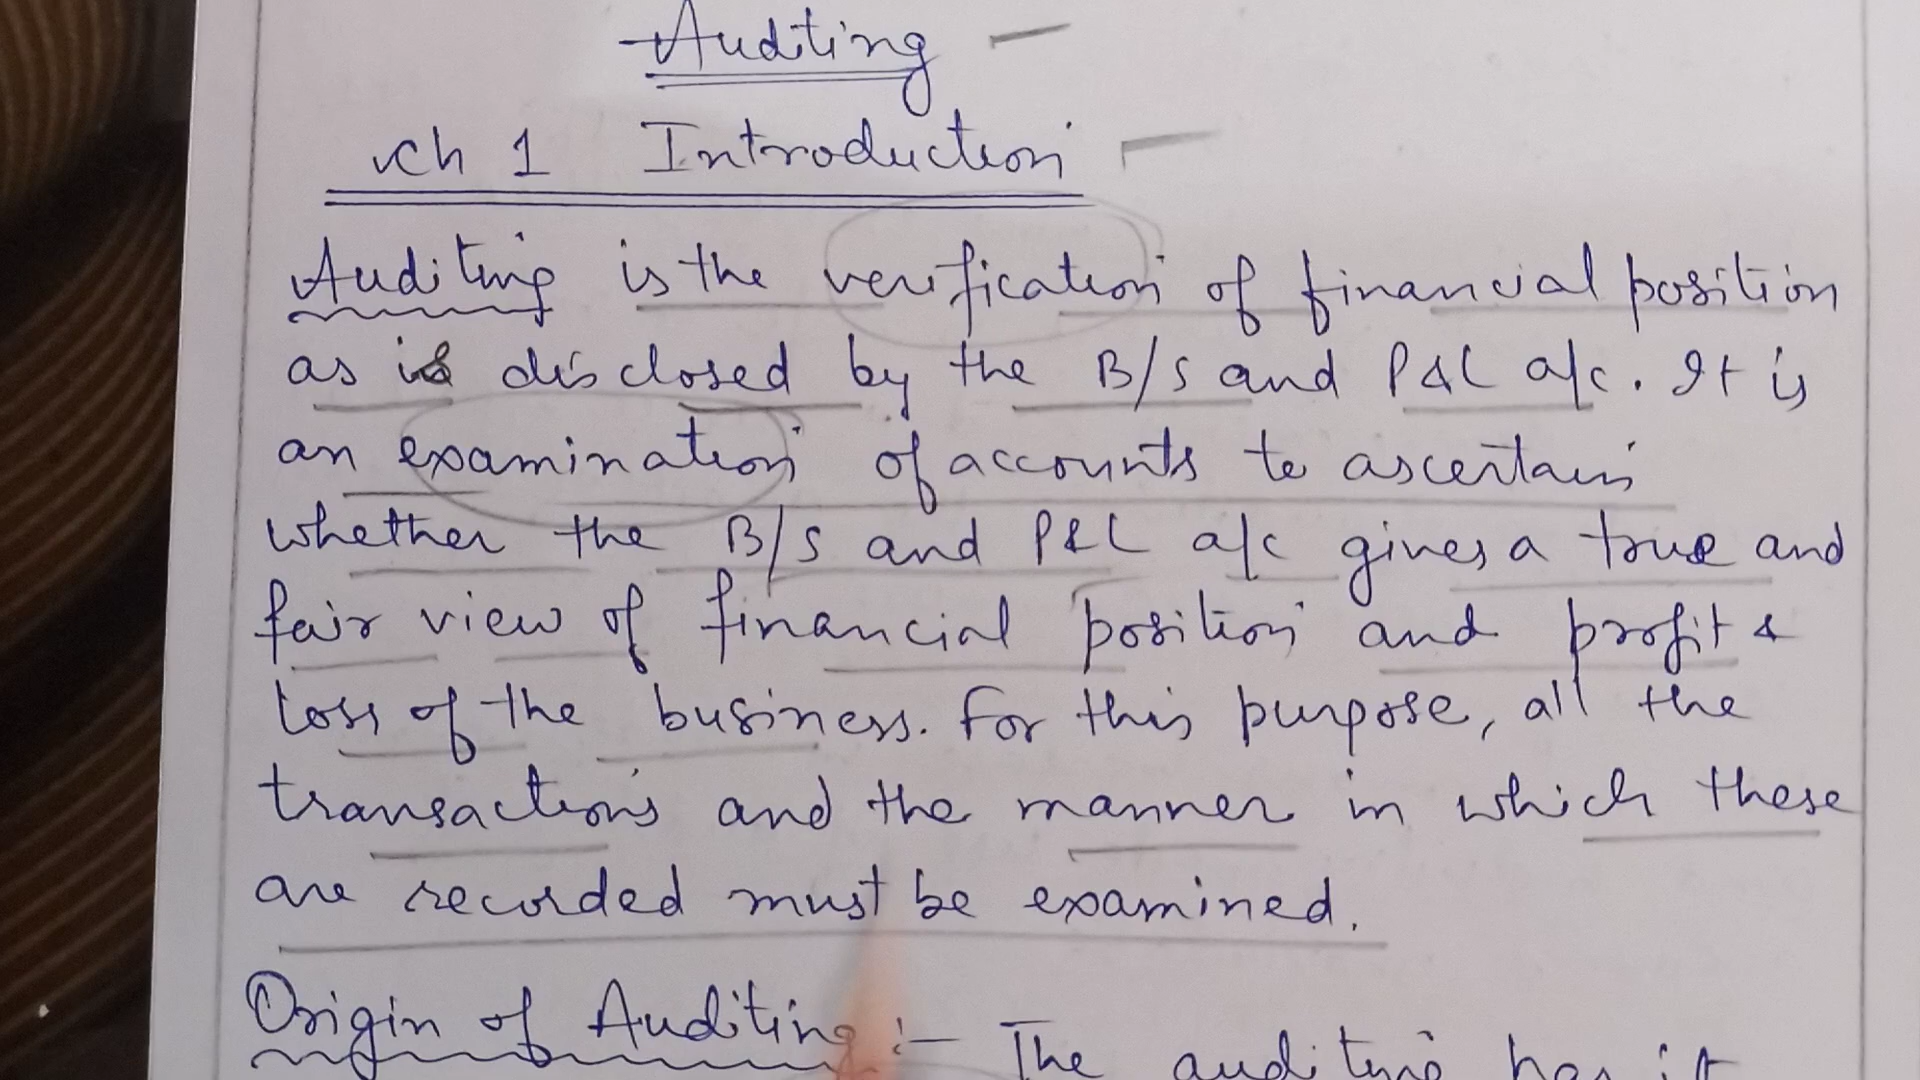 Auditing
Ch 1 Introduction
Auditing is the verification of financial position
as is disclosed by the B/S and P&L a/c. It is
an examination of accounts to ascertain
whether the B/S and P&L a/c gives a true and
fair view of financial position and profit &
loss of the business. For this purpose, all the
transactions and the manner in which these
are recorded must be examined.
Origin of Auditing :- The auditing has it